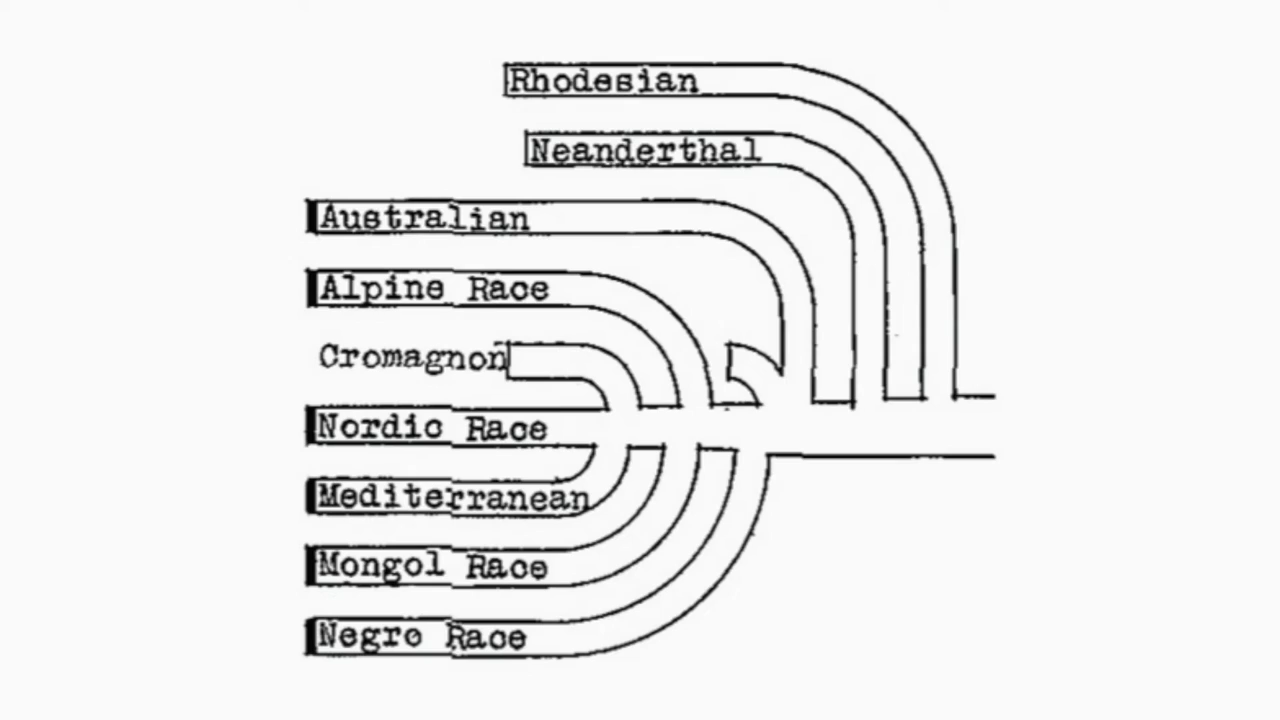 Rhodesian
Neanderthal
Australian
Alpine Race
Cromagnon
Nordic Race
Mediterranean
Mongol Race
Negro Race